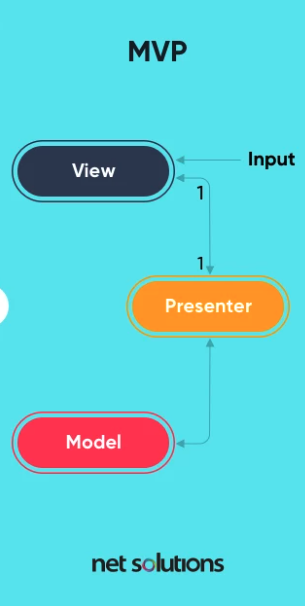 MVP
View
Input
1
1
Presenter
Model
net solutions